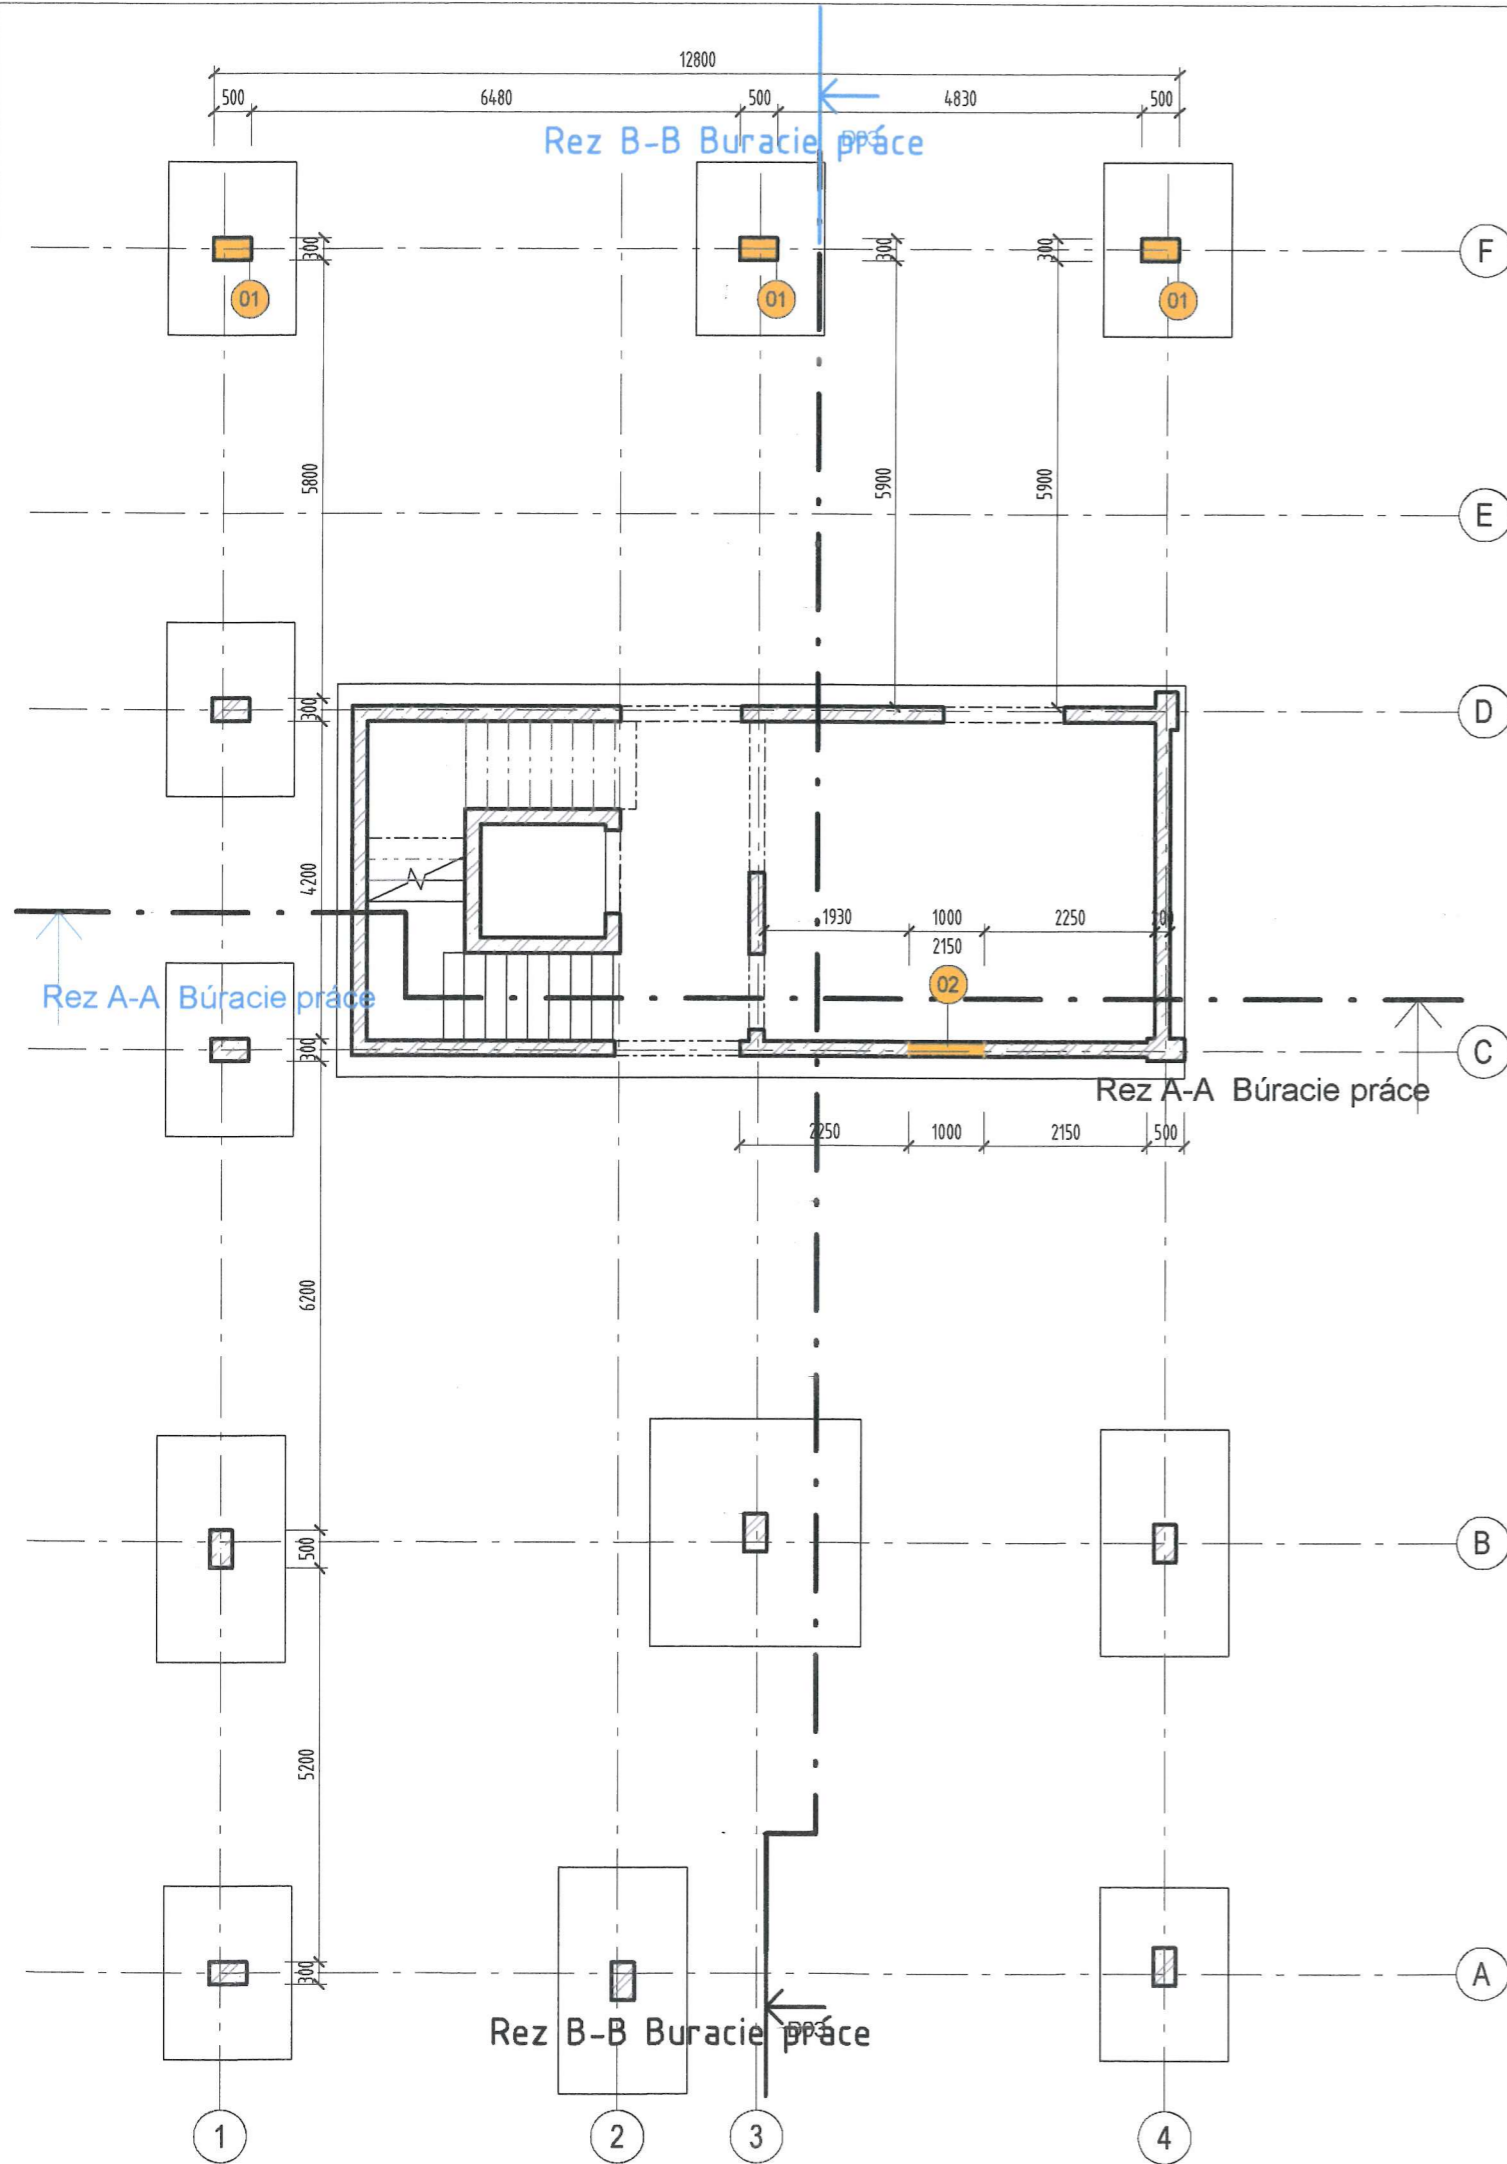 12800
500 6480 500 4830 500
Rez B-B Buracie práce
300 300 300
F
01 01 01
5800 5900 5900
E
300
D
4200
1930 1000 2250
2150
02
Rez A-A Búracie práce
300
C
Rez A-A Búracie práce
2250 1000 2150 500
6200
500
B
5200
300
A
Rez B-B Buracie práce
1 2 3 4